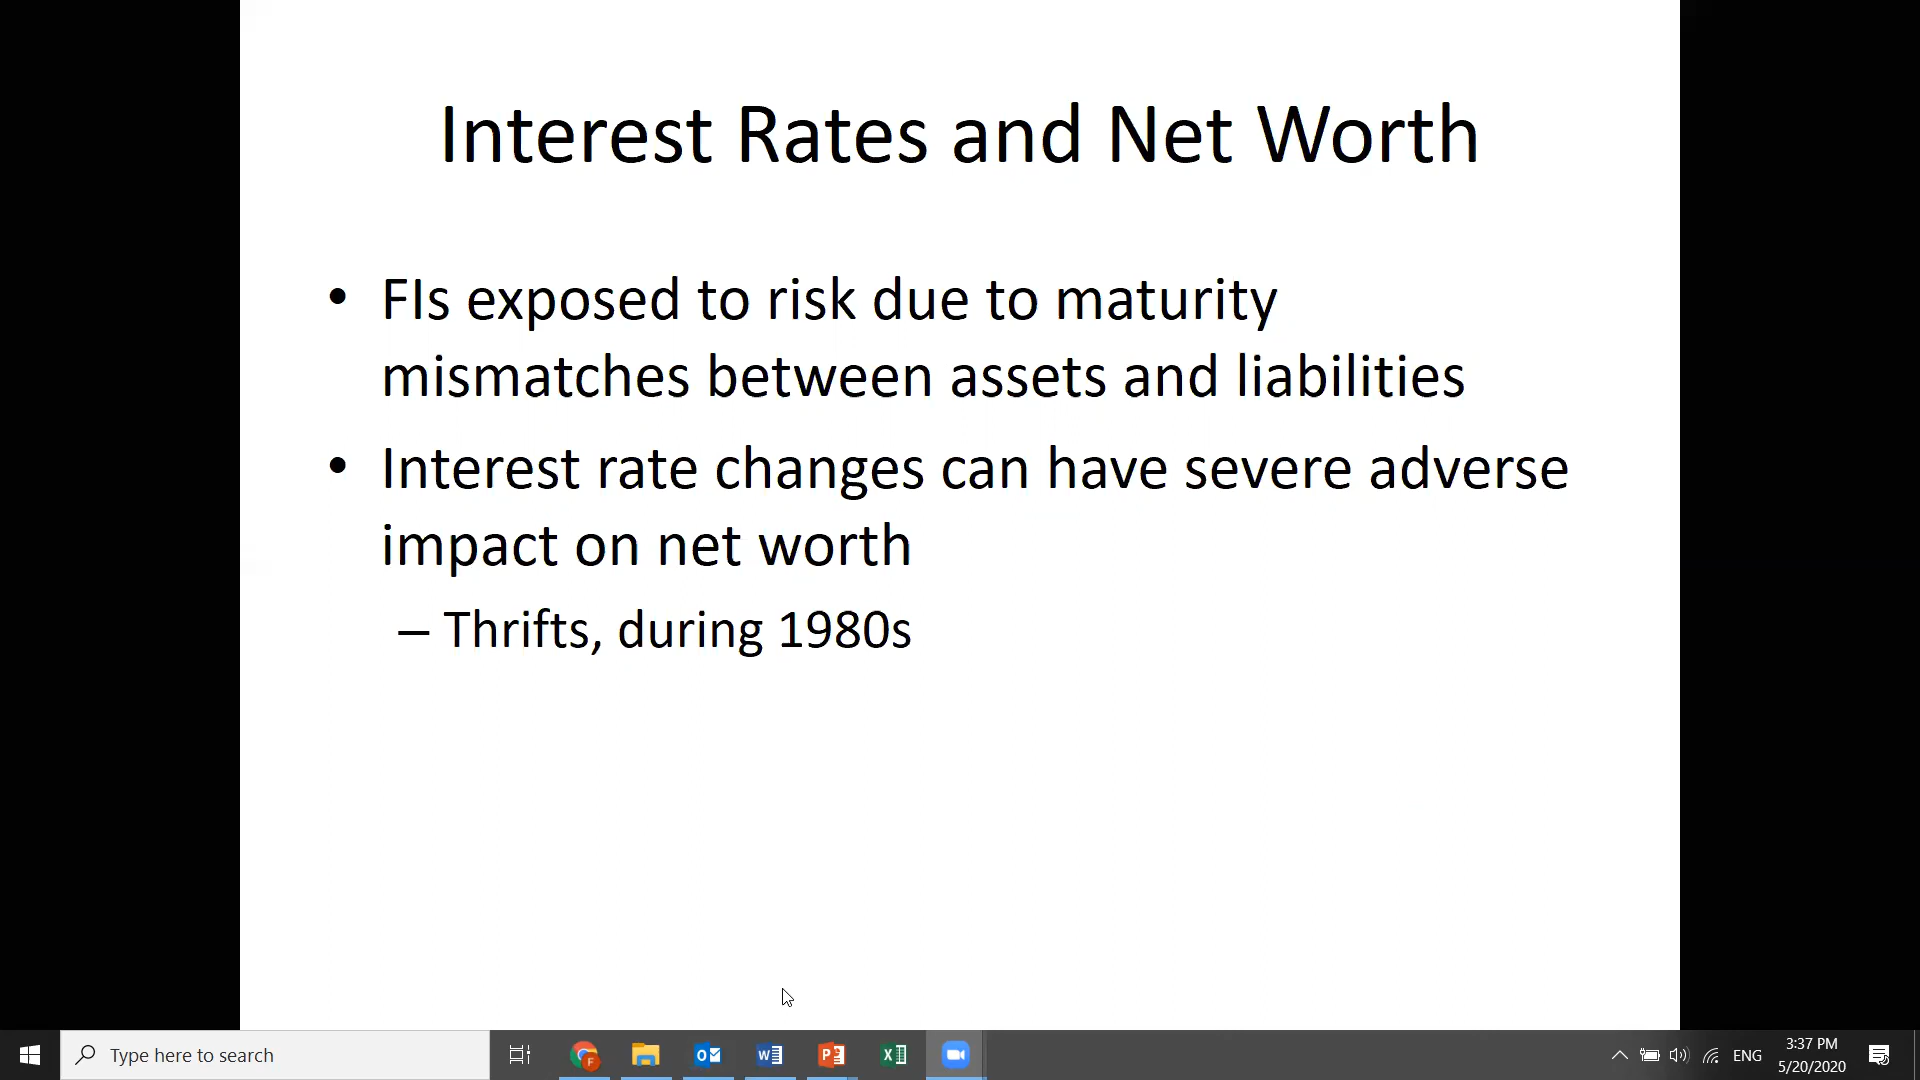 Interest Rates and Net Worth
• FIs exposed to risk due to maturity
mismatches between assets and liabilities
• Interest rate changes can have severe adverse
impact on net worth
– Thrifts, during 1980s
Type here to search
ENG
3:37 PM
5/20/2020